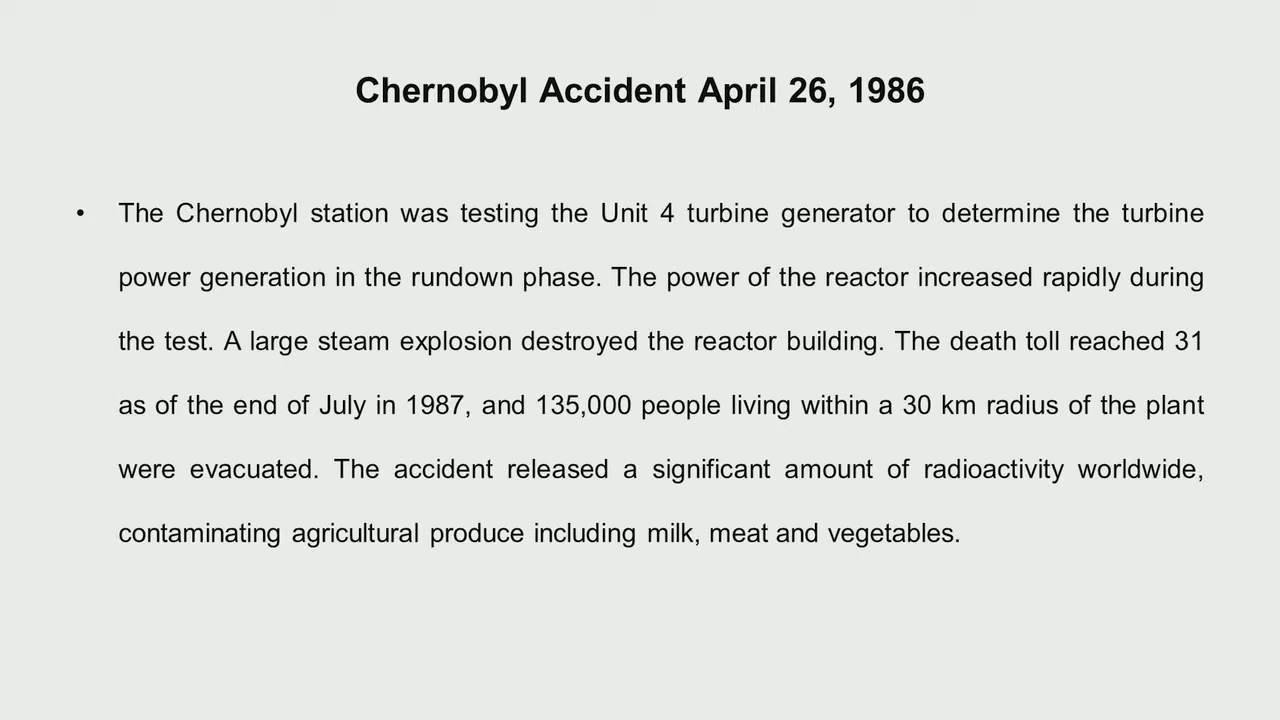 Chernobyl Accident April 26, 1986
• The Chernobyl station was testing the Unit 4 turbine generator to determine the turbine
power generation in the rundown phase. The power of the reactor increased rapidly during
the test. A large steam explosion destroyed the reactor building. The death toll reached 31
as of the end of July in 1987, and 135,000 people living within a 30 km radius of the plant
were evacuated. The accident released a significant amount of radioactivity worldwide,
contaminating agricultural produce including milk, meat and vegetables.